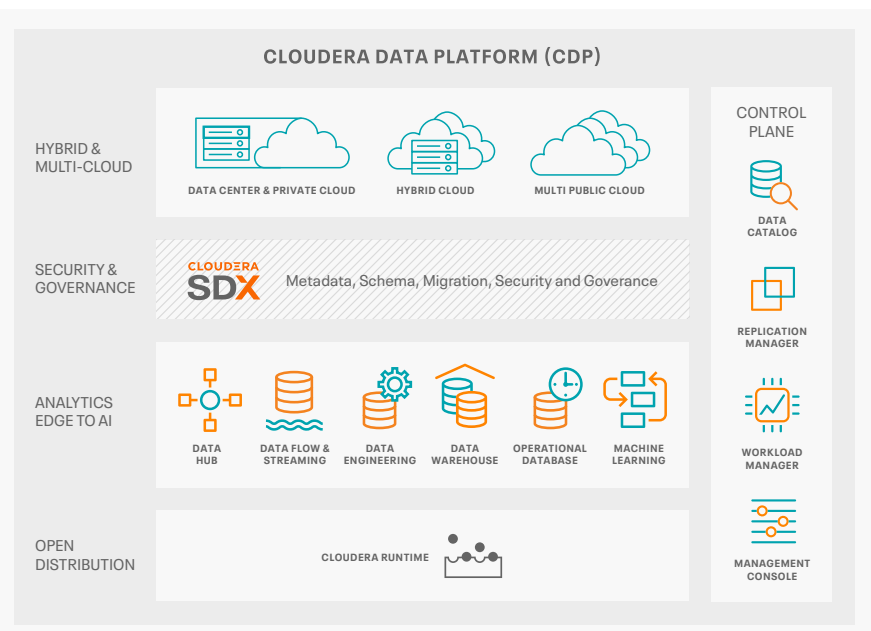 CLOUDERA DATA PLATFORM (CDP)
HYBRID &
MULTI-CLOUD
DATA CENTER & PRIVATE CLOUD
HYBRID CLOUD
MULTI PUBLIC CLOUD
SECURITY &
GOVERNANCE
CLOUDERA
SDX
Metadata, Schema, Migration, Security and Goverance
ANALYTICS
EDGE TO AI
DATA
HUB
DATA FLOW &
STREAMING
DATA
ENGINEERING
DATA
WAREHOUSE
OPERATIONAL
DATABASE
MACHINE
LEARNING
OPEN
DISTRIBUTION
CLOUDERA RUNTIME
CONTROL
PLANE
DATA
CATALOG
REPLICATION
MANAGER
WORKLOAD
MANAGER
MANAGEMENT
CONSOLE